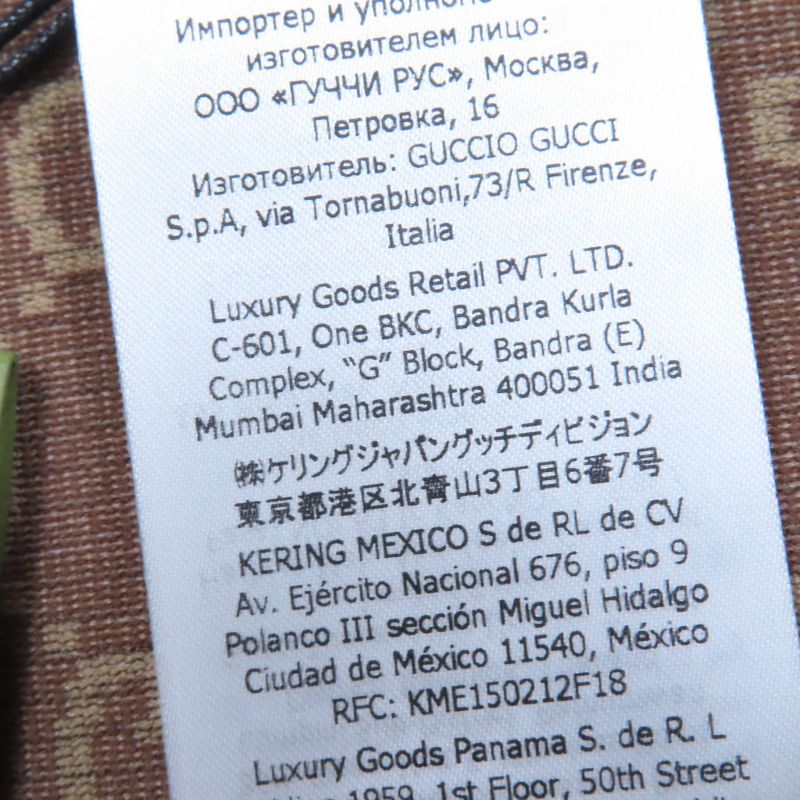 Импортер и
изготовителем лицо:
ООО «ГУЧЧИ РУС», Москва,
Петровка, 16
Изготовитель: GUCCIO GUCCI
S.p.A, via Tornabuoni,73/R Firenze,
Italia
Luxury Goods Retail PVT. LTD.
C-601, One BKC, Bandra Kurla
Complex, “G” Block, Bandra (E)
Mumbai Maharashtra 400051 India
㈱ケリングジャパングッチディビジョン
東京都港区北青山3丁目6番7号
KERING MEXICO S de RL de CV
Av. Ejército Nacional 676, piso 9
Polanco III sección Miguel Hidalgo
Ciudad de México 11540, México
RFC: KME150212F18
Luxury Goods Panama S. de R. L
1959, 1st Floor, 50th Street